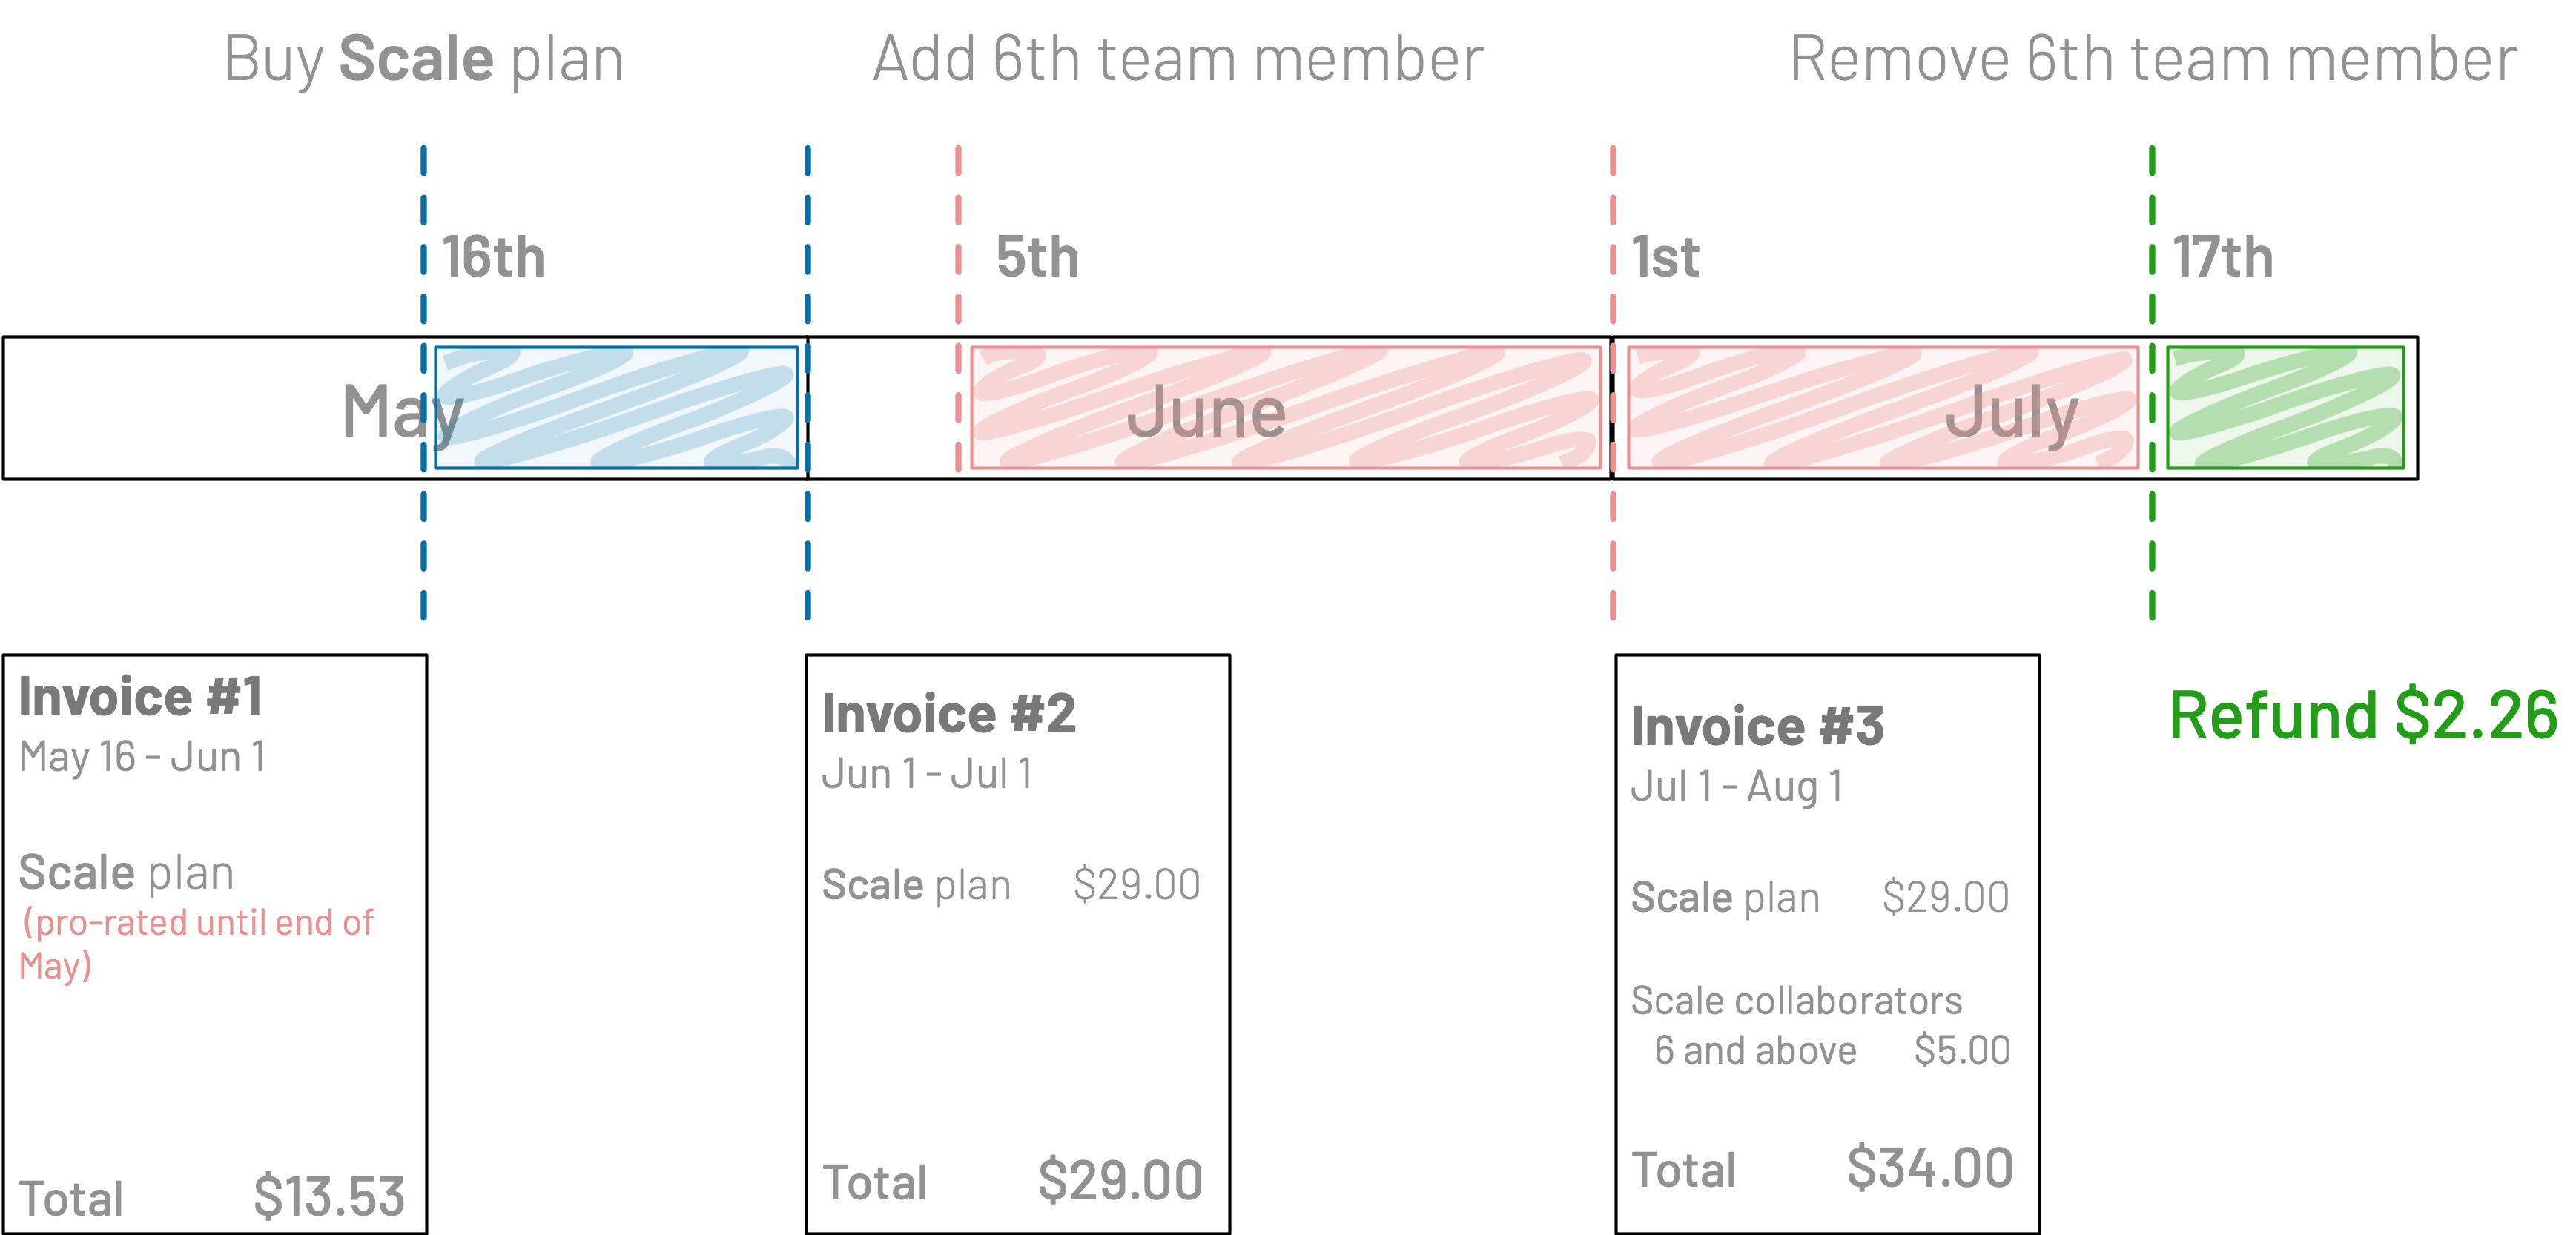 Buy Scale plan
Add 6th team member
Remove 6th team member
16th
5th
1st
17th
May
June
July
Invoice #1
May 16 - Jun 1
Scale plan
(pro-rated until end of
May)
Total $13.53
Invoice #2
Jun 1 - Jul 1
Scale plan $29.00
Total $29.00
Invoice #3
Jul 1 - Aug 1
Scale plan $29.00
Scale collaborators
6 and above $5.00
Total $34.00
Refund $2.26